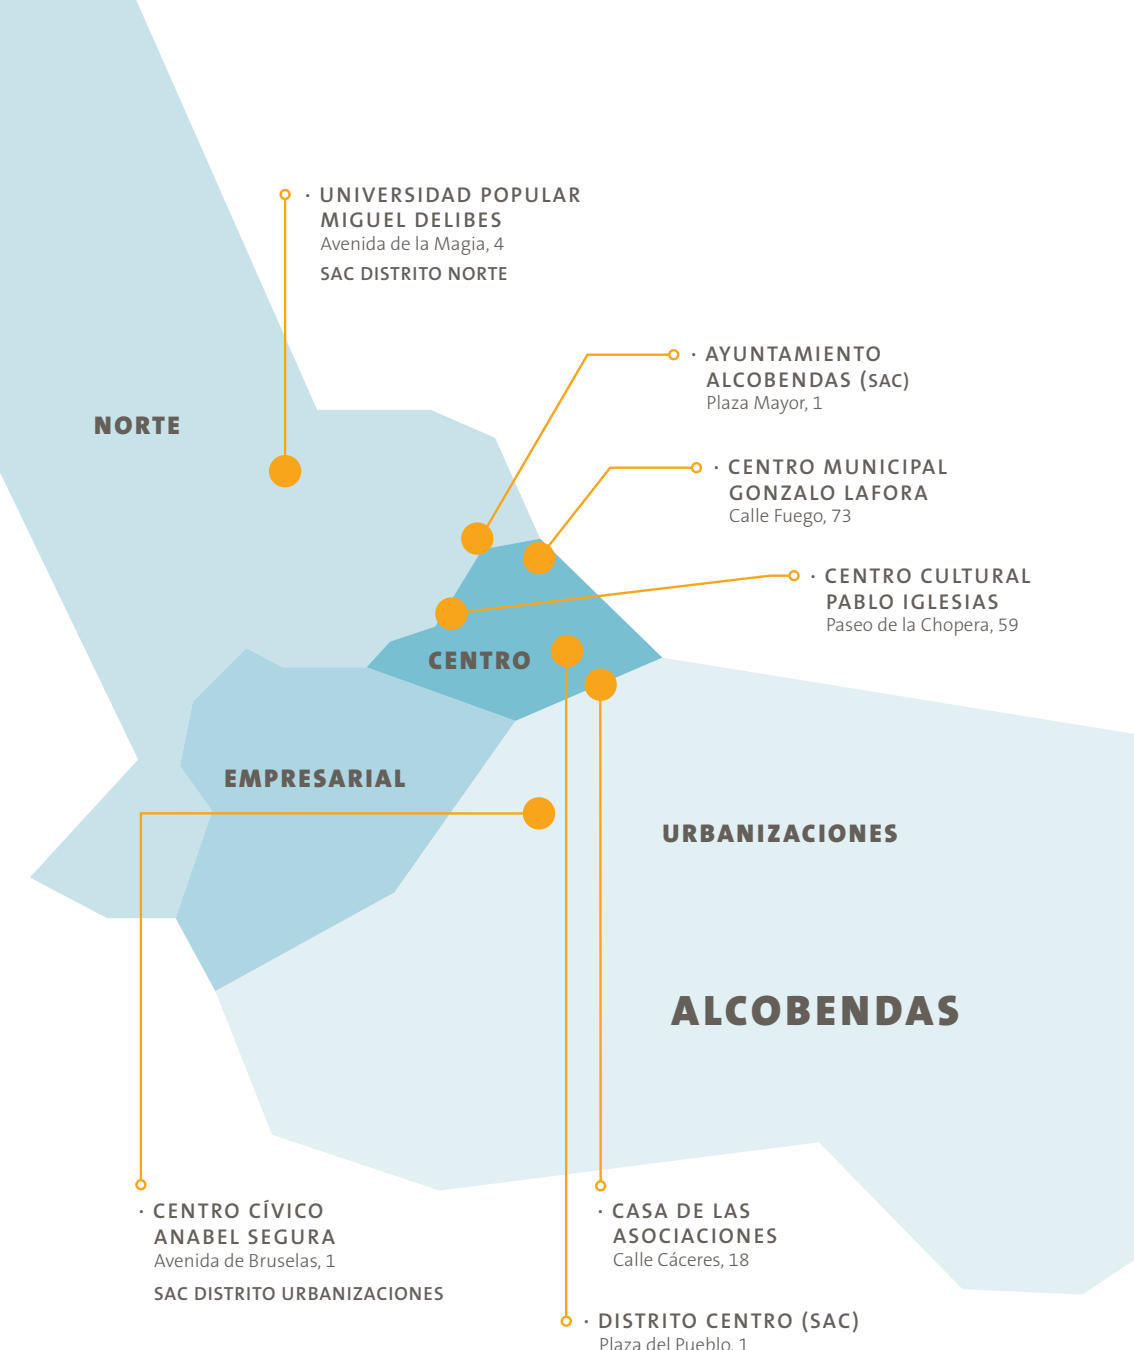 · UNIVERSIDAD POPULAR
MIGUEL DELIBES
Avenida de la Magia, 4
SAC DISTRITO NORTE
· AYUNTAMIENTO
ALCOBENDAS (SAC)
Plaza Mayor, 1
NORTE
· CENTRO MUNICIPAL
GONZALO LAFORA
Calle Fuego, 73
· CENTRO CULTURAL
PABLO IGLESIAS
Paseo de la Chopera, 59
CENTRO
EMPRESARIAL
URBANIZACIONES
ALCOBENDAS
· CENTRO CÍVICO
ANABEL SEGURA
Avenida de Bruselas, 1
SAC DISTRITO URBANIZACIONES
· CASA DE LAS
ASOCIACIONES
Calle Cáceres, 18
· DISTRITO CENTRO (SAC)
Plaza del Pueblo, 1